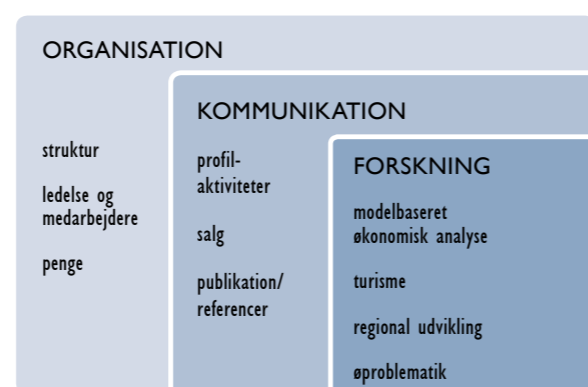 ORGANISATION
struktur
ledelse og
medarbejdere
penge
KOMMUNIKATION
profil-
aktiviteter
salg
publikation/
referencer
FORSKNING
modelbaseret
økonomisk analyse
turisme
regional udvikling
øproblematik